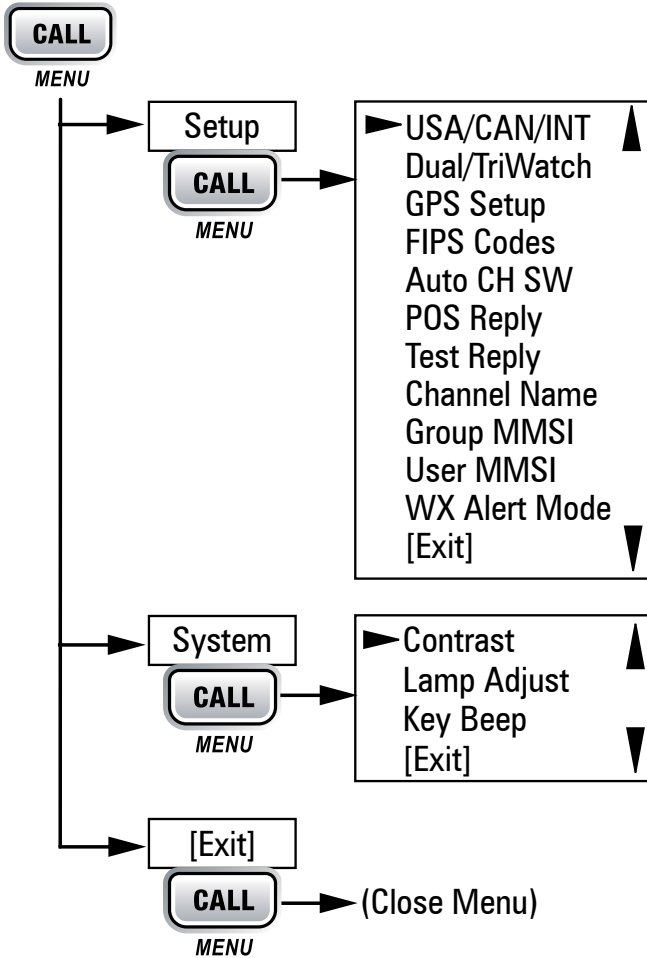 CALL
MENU
Setup
CALL
MENU
USA/CAN/INT
Dual/TriWatch
GPS Setup
FIPS Codes
Auto CH SW
POS Reply
Test Reply
Channel Name
Group MMSI
User MMSI
WX Alert Mode
[Exit]
System
CALL
MENU
Contrast
Lamp Adjust
Key Beep
[Exit]
[Exit]
CALL
MENU
(Close Menu)